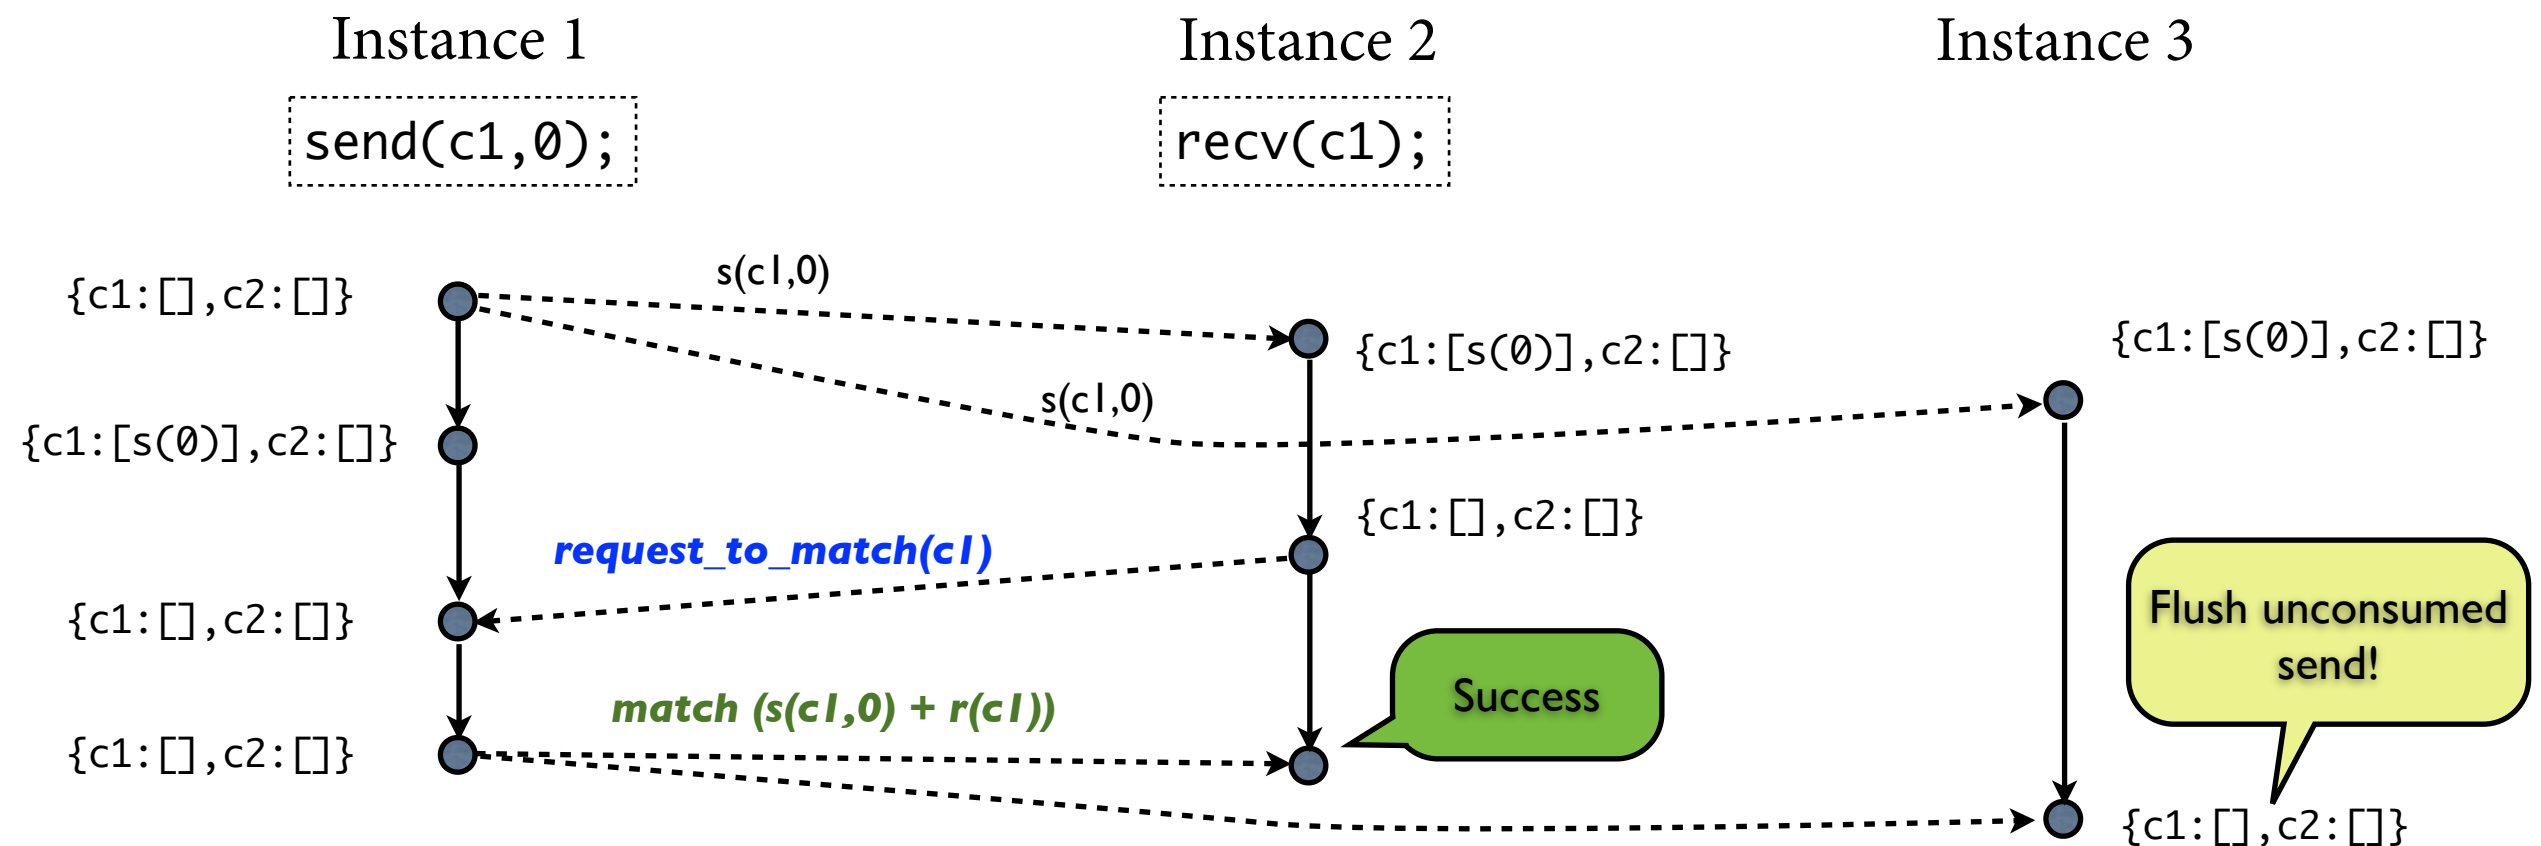 Instance 1
Instance 2
Instance 3
send(c1,0);
recv(c1);
s(c1,0)
{c1:[],c2:[]}
{c1:[s(0)],c2:[]}
{c1:[s(0)],c2:[]}
s(c1,0)
{c1:[s(0)],c2:[]}
{c1:[],c2:[]}
request_to_match(c1)
{c1:[],c2:[]}
Flush unconsumed
send!
Success
match (s(c1,0) + r(c1))
{c1:[],c2:[]}
{c1:[],c2:[]}